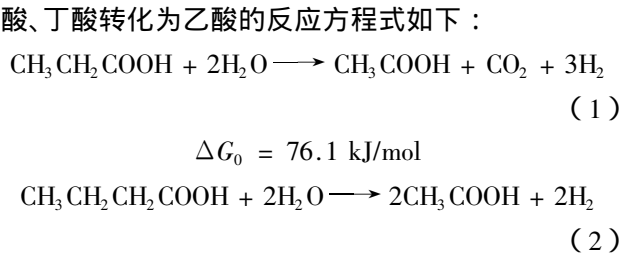 酸、丁酸转化为乙酸的反应方程式如下：
CH₃CH₂COOH + 2H₂O ⟶ CH₃COOH + CO₂ + 3H₂
（1）
ΔG₀ = 76.1 kJ/mol
CH₃CH₂CH₂COOH + 2H₂O ⟶ 2CH₃COOH + 2H₂
（2）